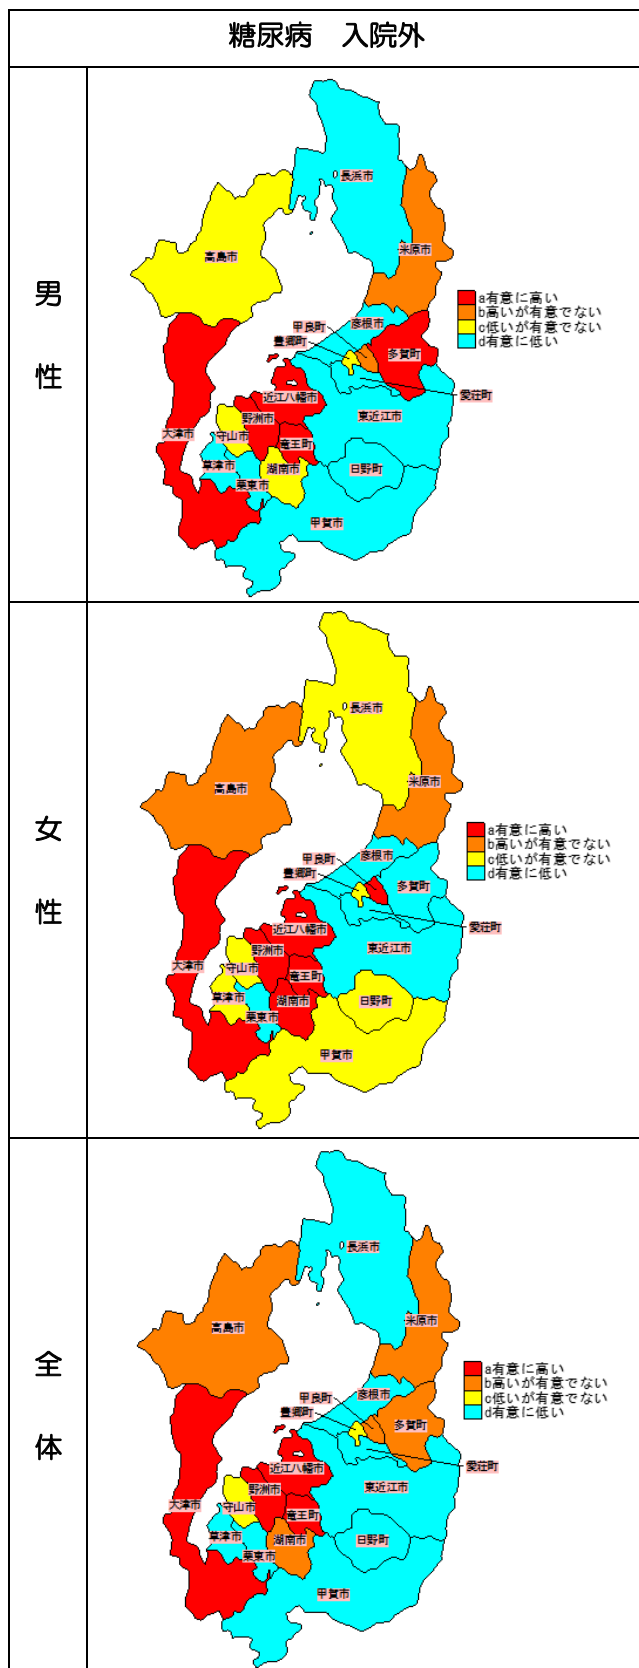 糖尿病　入院外
男性
長浜市
高島市
米原市
a有意に高い
b高いが有意でない
c低いが有意でない
d有意に低い
彦根市
甲良町
豊郷町
多賀町
愛荘町
近江八幡市
東近江市
野洲市
守山市
大津市
竜王町
草津市
湖南市
日野町
栗東市
甲賀市
女性
長浜市
高島市
米原市
a有意に高い
b高いが有意でない
c低いが有意でない
d有意に低い
彦根市
甲良町
豊郷町
多賀町
愛荘町
近江八幡市
東近江市
野洲市
守山市
大津市
竜王町
草津市
湖南市
日野町
栗東市
甲賀市
全体
長浜市
高島市
米原市
a有意に高い
b高いが有意でない
c低いが有意でない
d有意に低い
彦根市
甲良町
豊郷町
多賀町
愛荘町
近江八幡市
東近江市
野洲市
守山市
大津市
竜王町
草津市
湖南市
日野町
栗東市
甲賀市